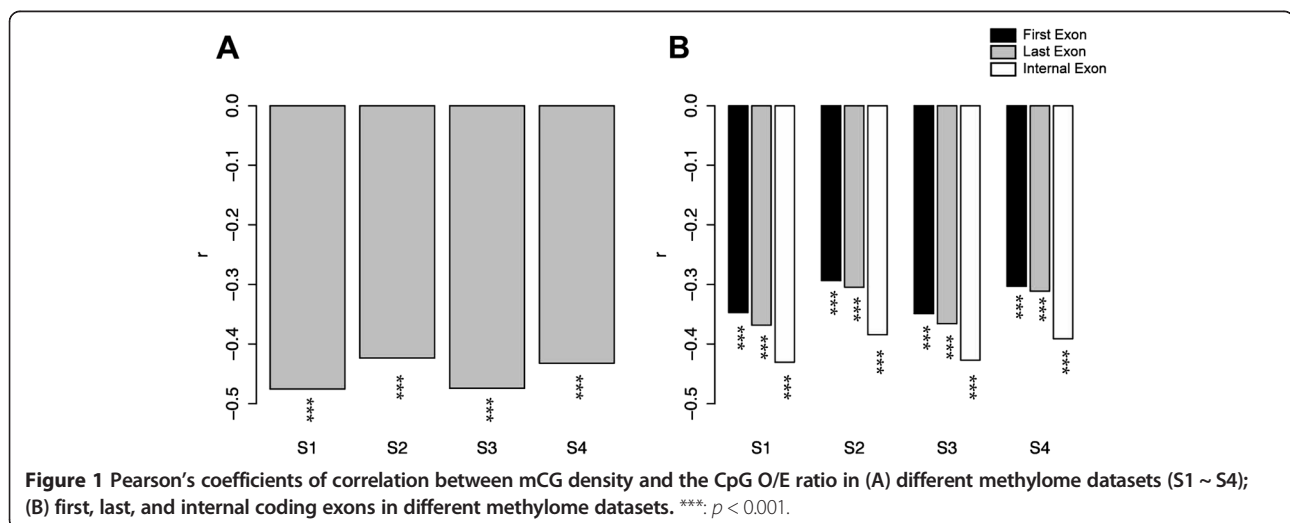 A
B
First Exon
Last Exon
Internal Exon
0.0
−0.1
−0.2
−0.3
−0.4
−0.5
r
***
***
***
***
S1
S2
S3
S4
0.0
−0.1
−0.2
−0.3
−0.4
−0.5
r
***
***
***
***
***
***
***
***
***
***
***
***
S1
S2
S3
S4
Figure 1 Pearson’s coefficients of correlation between mCG density and the CpG O/E ratio in (A) different methylome datasets (S1 ~ S4);
(B) first, last, and internal coding exons in different methylome datasets. ***: p < 0.001.